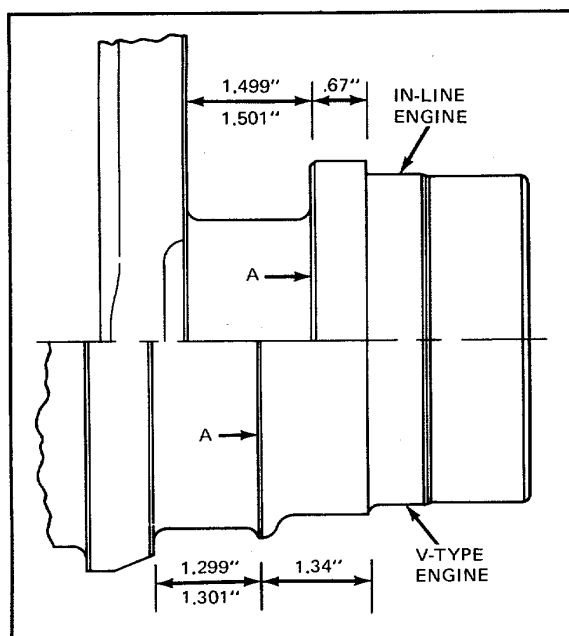 1.499" .67"
1.501"
IN-LINE
ENGINE
A
A
1.299" 1.34"
1.301"
V-TYPE
ENGINE